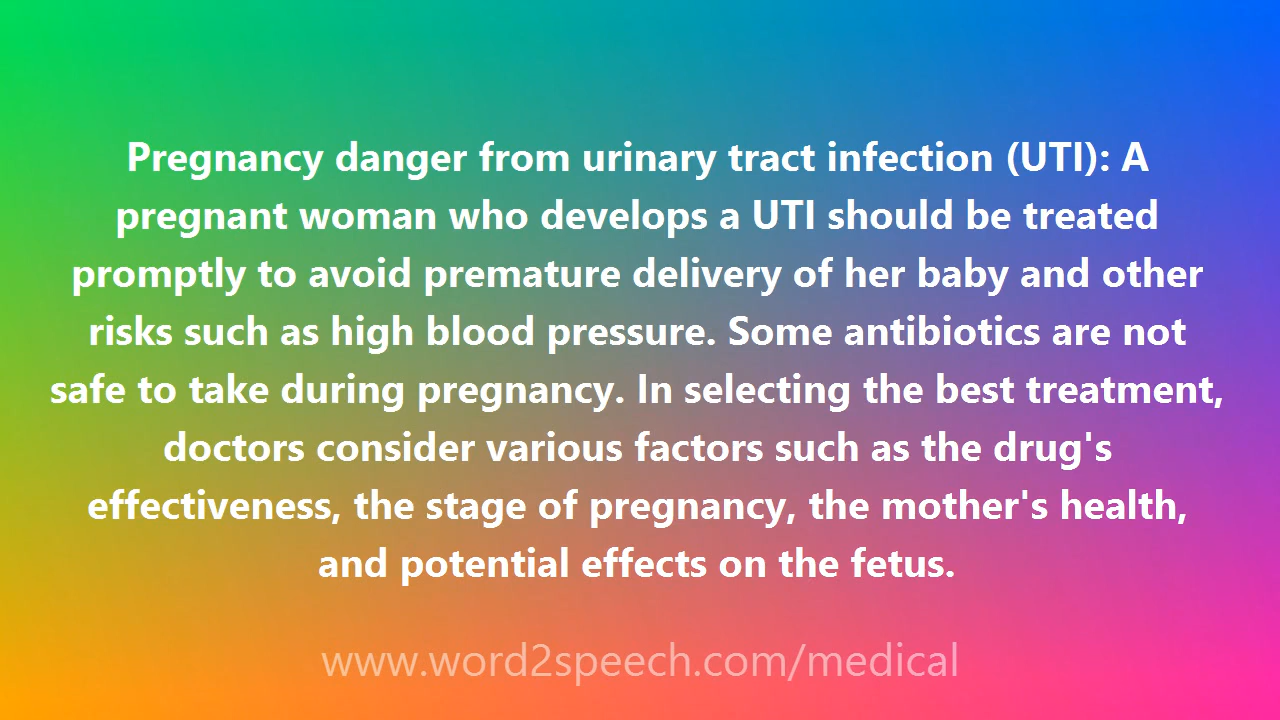 Pregnancy danger from urinary tract infection (UTI): A
pregnant woman who develops a UTI should be treated
promptly to avoid premature delivery of her baby and other
risks such as high blood pressure. Some antibiotics are not
safe to take during pregnancy. In selecting the best treatment,
doctors consider various factors such as the drug's
effectiveness, the stage of pregnancy, the mother's health,
and potential effects on the fetus.
www.word2speech.com/medical